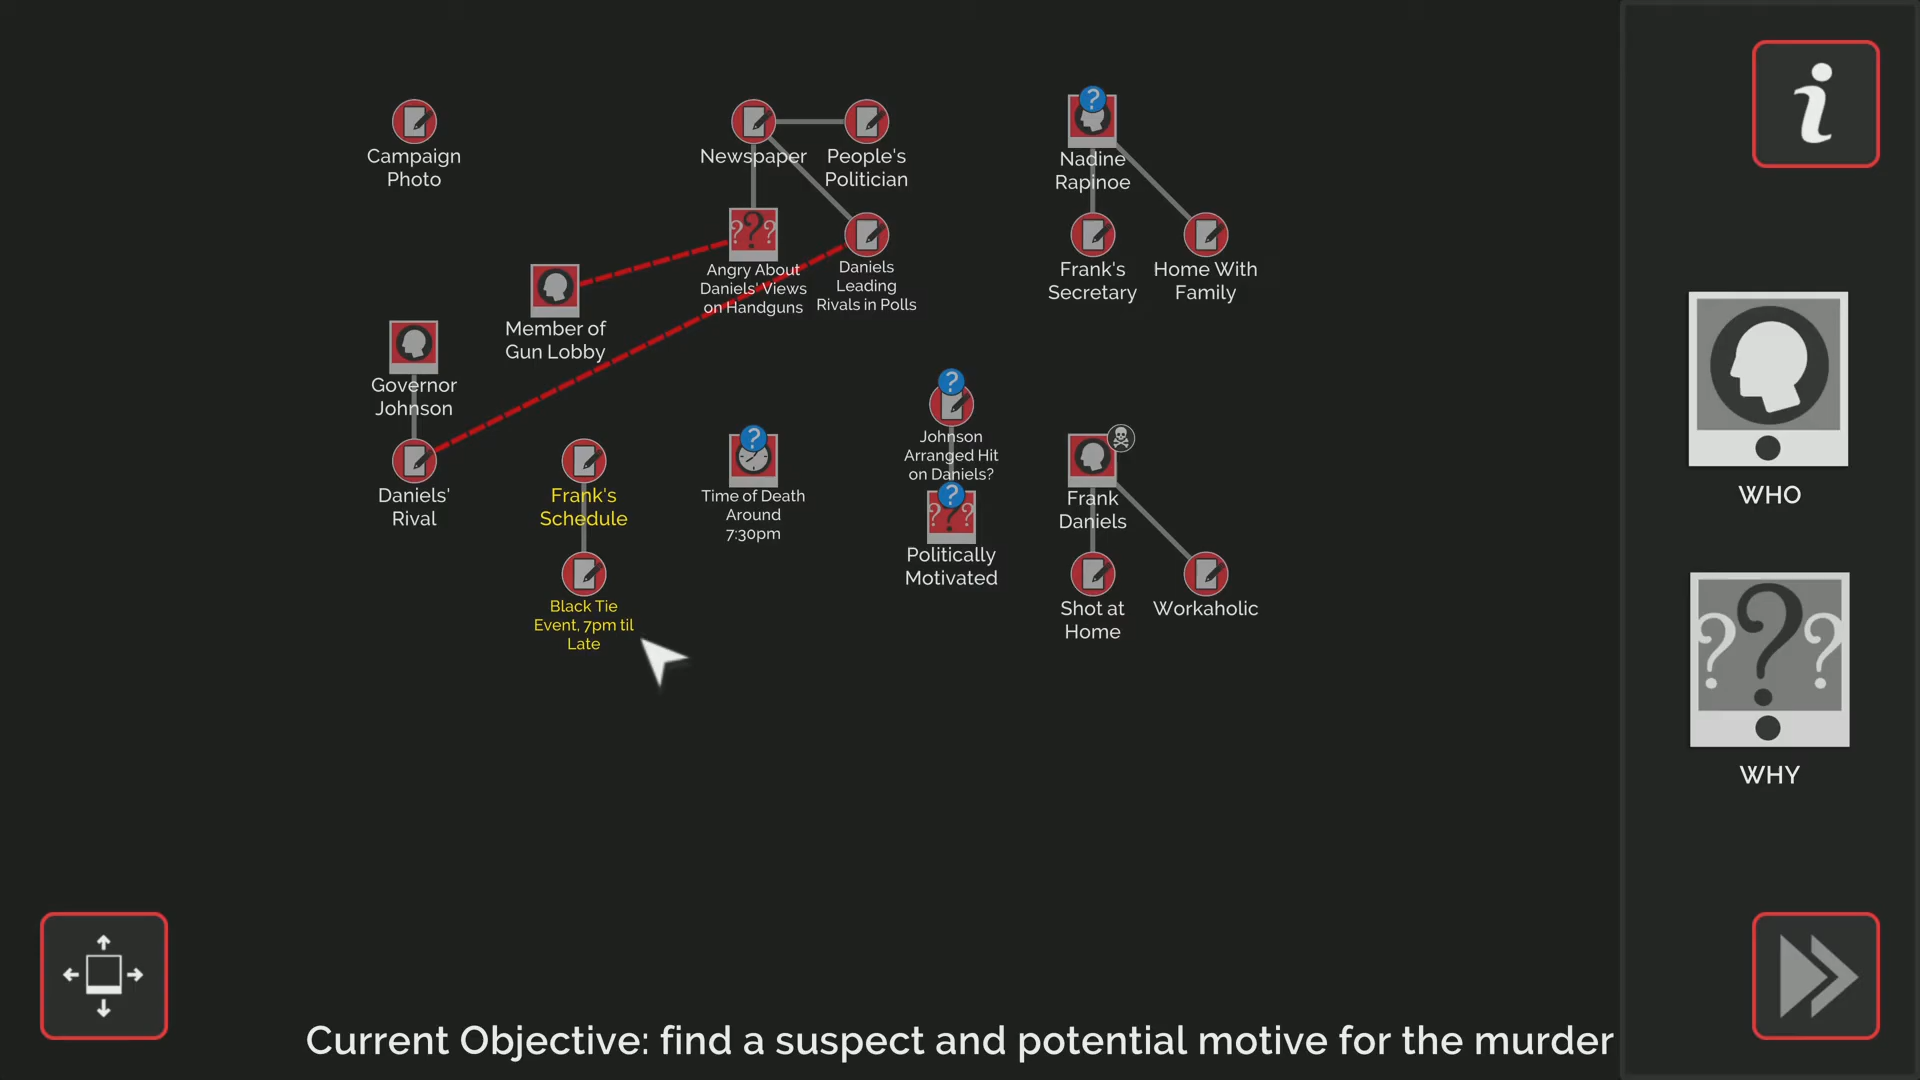 Campaign
Photo
Newspaper
People's
Politician
Nadine
Rapinoe
Angry About
Daniels' Views
on Handguns
Daniels
Leading
Rivals in Polls
Frank's
Secretary
Home With
Family
Member of
Gun Lobby
Governor
Johnson
Daniels'
Rival
Frank's
Schedule
Black Tie
Event, 7pm til
Late
Time of Death
Around
7:30pm
Johnson
Arranged Hit
on Daniels?
Politically
Motivated
Frank
Daniels
Shot at
Home
Workaholic
WHO
WHY
Current Objective: find a suspect and potential motive for the murder